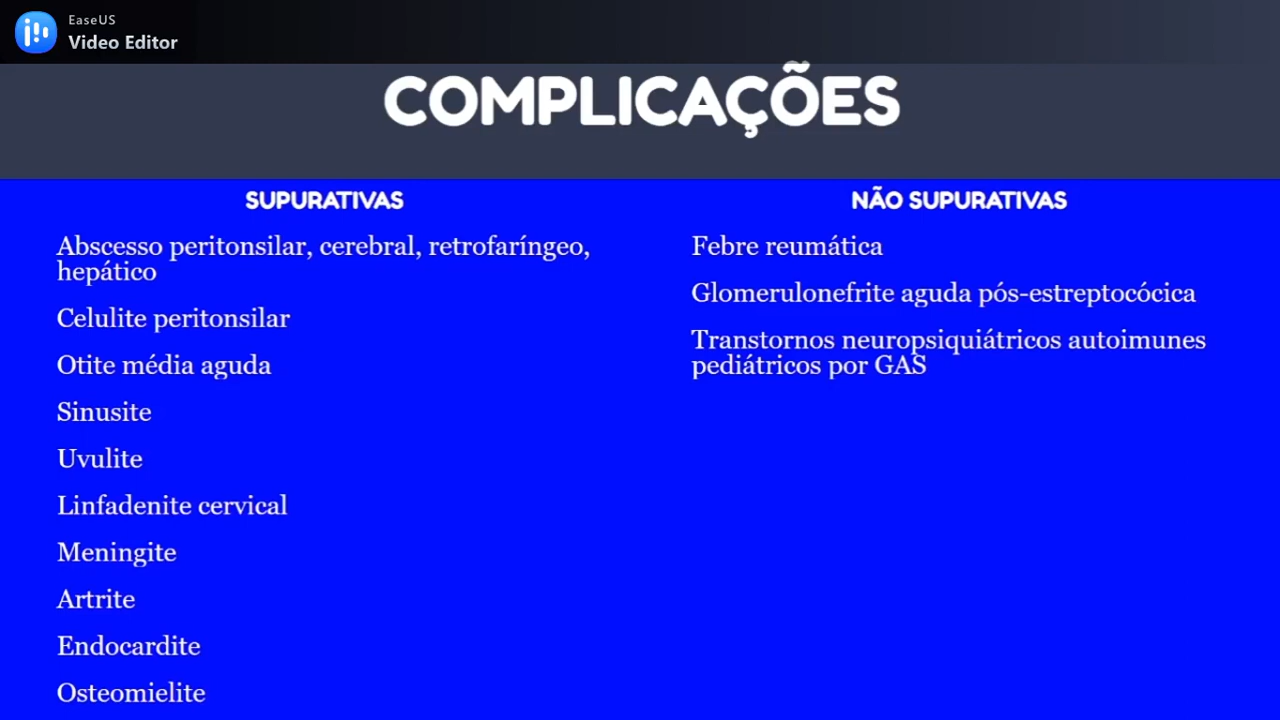 EaseUS
Video Editor
COMPLICAÇÕES
SUPURATIVAS
Abscesso peritonsilar, cerebral, retrofaríngeo,
hepático
Celulite peritonsilar
Otite média aguda
Sinusite
Uvulite
Linfadenite cervical
Meningite
Artrite
Endocardite
Osteomielite
NÃO SUPURATIVAS
Febre reumática
Glomerulonefrite aguda pós-estreptocócica
Transtornos neuropsiquiátricos autoimunes
pediátricos por GAS